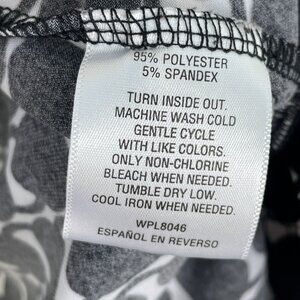 95% POLYESTER
5% SPANDEX
TURN INSIDE OUT.
MACHINE WASH COLD
GENTLE CYCLE
WITH LIKE COLORS.
ONLY NON-CHLORINE
BLEACH WHEN NEEDED.
TUMBLE DRY LOW.
COOL IRON WHEN NEEDED.
WPL8046
ESPAÑOL EN REVERSO